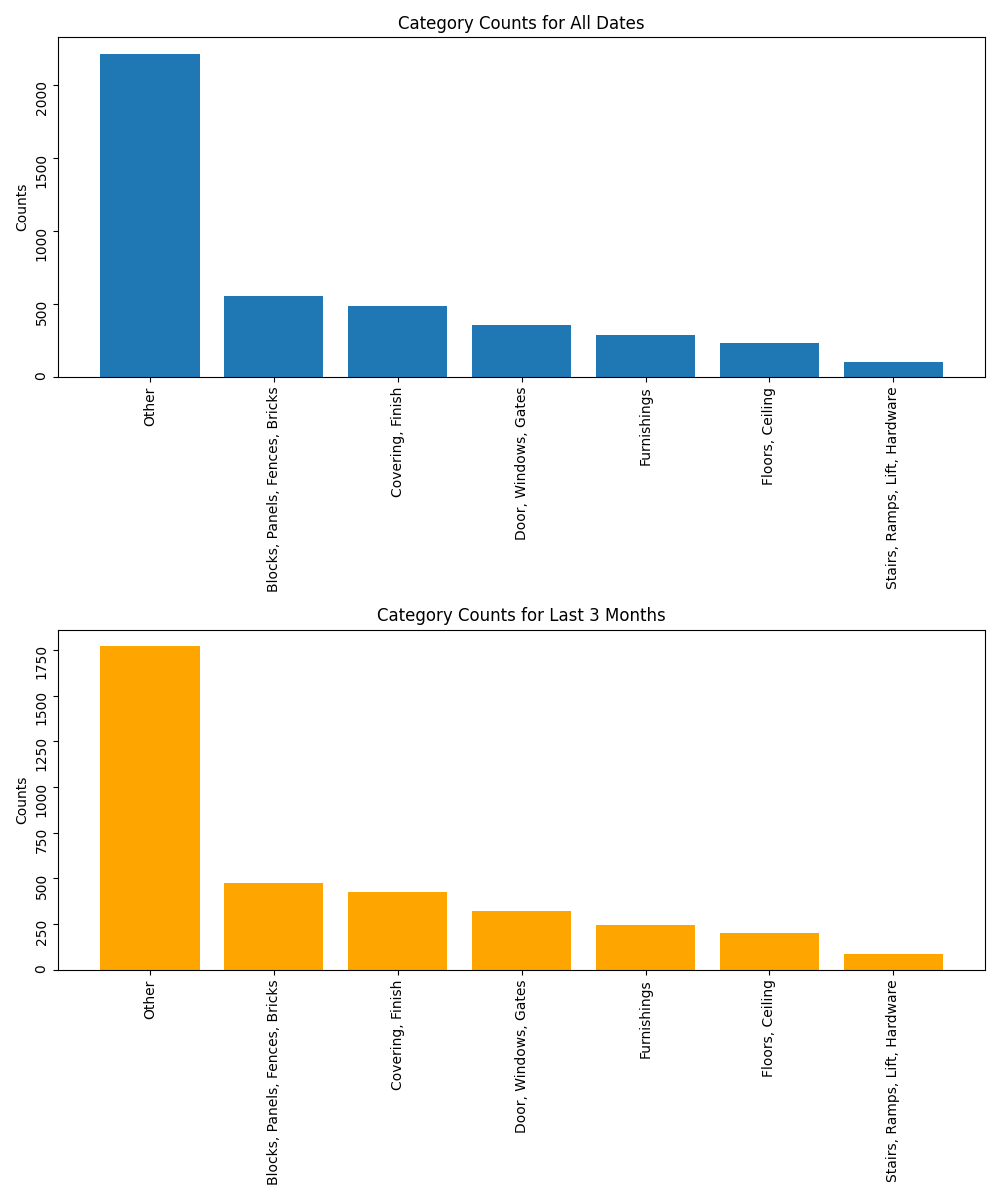 Category Counts for All Dates
Counts
2000
1500
1000
500
0
Other
Blocks, Panels, Fences, Bricks
Covering, Finish
Door, Windows, Gates
Furnishings
Floors, Ceiling
Stairs, Ramps, Lift, Hardware
Category Counts for Last 3 Months
Counts
1750
1500
1250
1000
750
500
250
0
Other
Blocks, Panels, Fences, Bricks
Covering, Finish
Door, Windows, Gates
Furnishings
Floors, Ceiling
Stairs, Ramps, Lift, Hardware